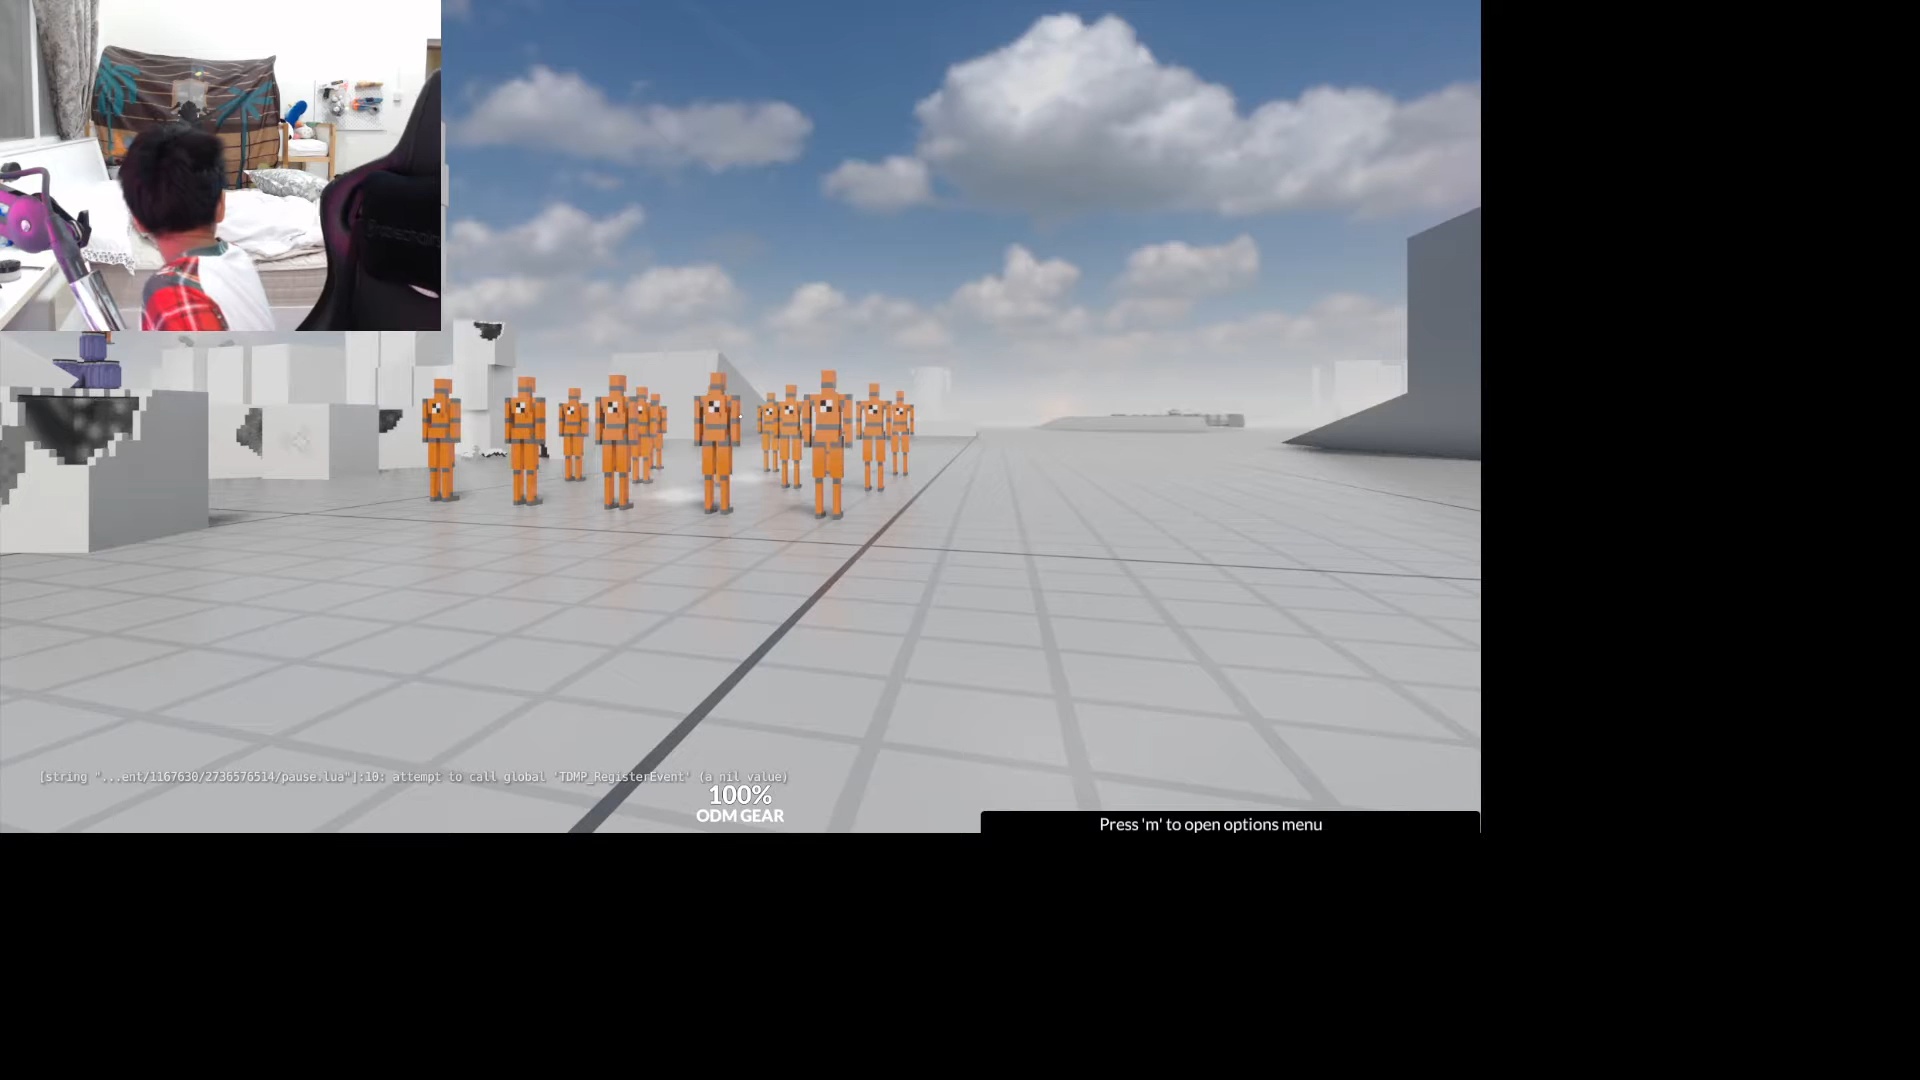 [string "...ent/1167630/2736576514/pause.lua"]:10: attempt to call global 'TDMP_RegisterEvent' (a nil value)
100%
ODM GEAR
Press 'm' to open options menu